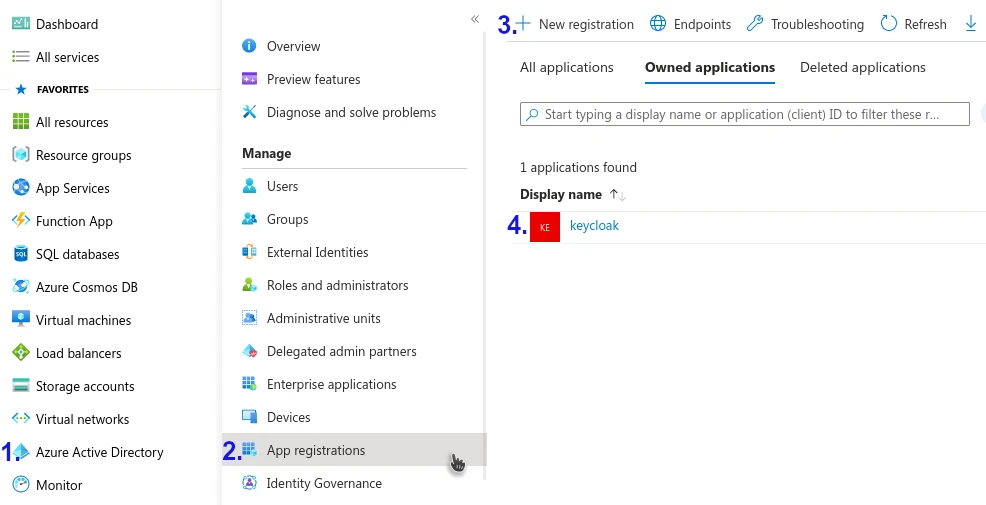 Dashboard
All services
FAVORITES
All resources
Resource groups
App Services
Function App
SQL databases
Azure Cosmos DB
Virtual machines
Load balancers
Storage accounts
Virtual networks
1. Azure Active Directory
Monitor
«
Overview
Preview features
Diagnose and solve problems
Manage
Users
Groups
External Identities
Roles and administrators
Administrative units
Delegated admin partners
Enterprise applications
Devices
2. App registrations
Identity Governance
3. New registration Endpoints Troubleshooting Refresh
All applications Owned applications Deleted applications
Start typing a display name or application (client) ID to filter these r...
1 applications found
Display name ↑↓
4. KE keycloak